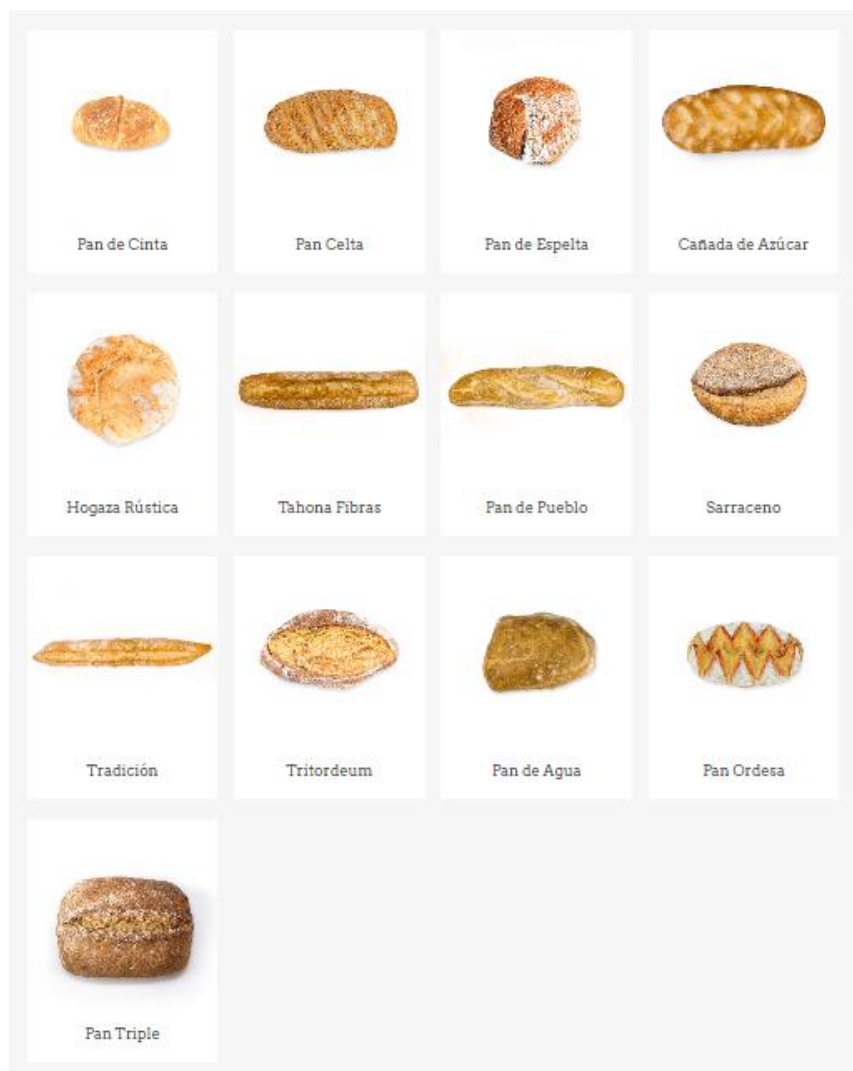 Pan de Cinta
Pan Celta
Pan de Espelta
Cañada de Azúcar
Hogaza Rústica
Tahona Fibras
Pan de Pueblo
Sarraceno
Tradición
Tritordeum
Pan de Agua
Pan Ordesa
Pan Triple